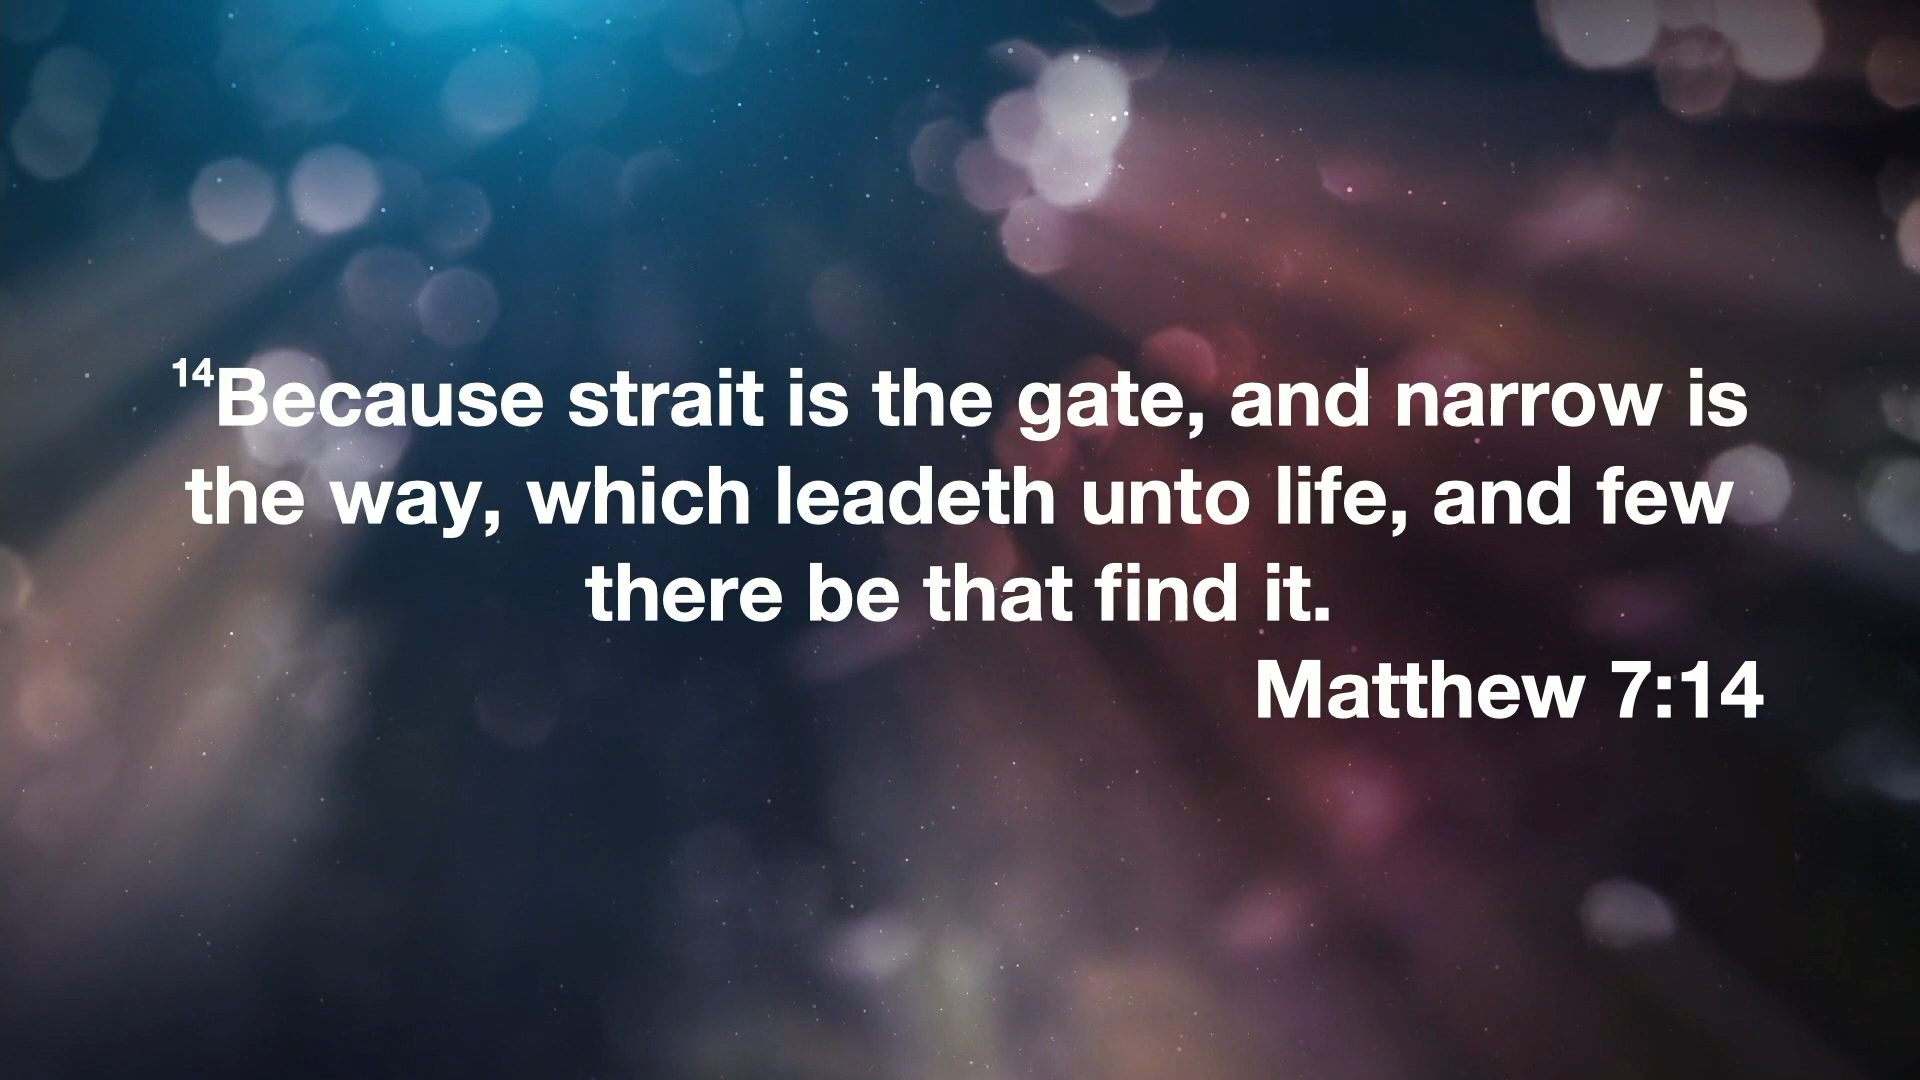 14Because strait is the gate, and narrow is
the way, which leadeth unto life, and few
there be that find it.
Matthew 7:14